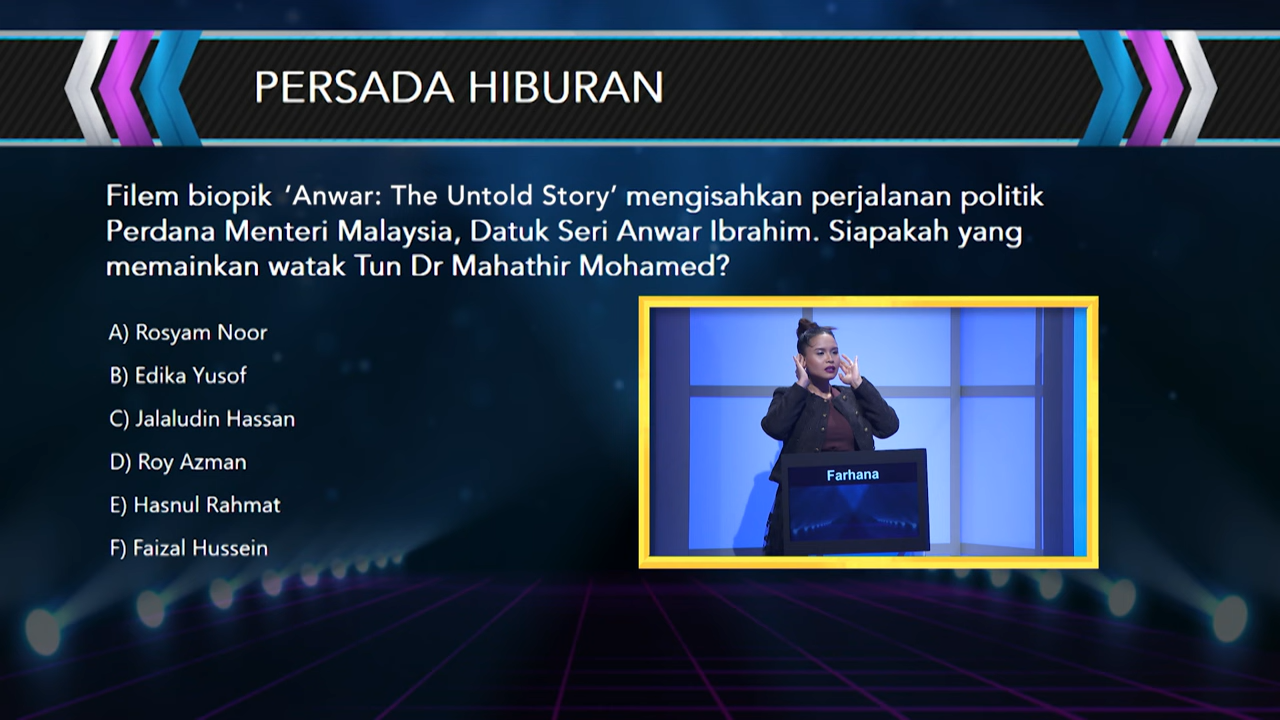 PERSADA HIBURAN
Filem biopik ‘Anwar: The Untold Story’ mengisahkan perjalanan politik
Perdana Menteri Malaysia, Datuk Seri Anwar Ibrahim. Siapakah yang
memainkan watak Tun Dr Mahathir Mohamed?
A) Rosyam Noor
B) Edika Yusof
C) Jalaludin Hassan
D) Roy Azman
E) Hasnul Rahmat
F) Faizal Hussein
Farhana